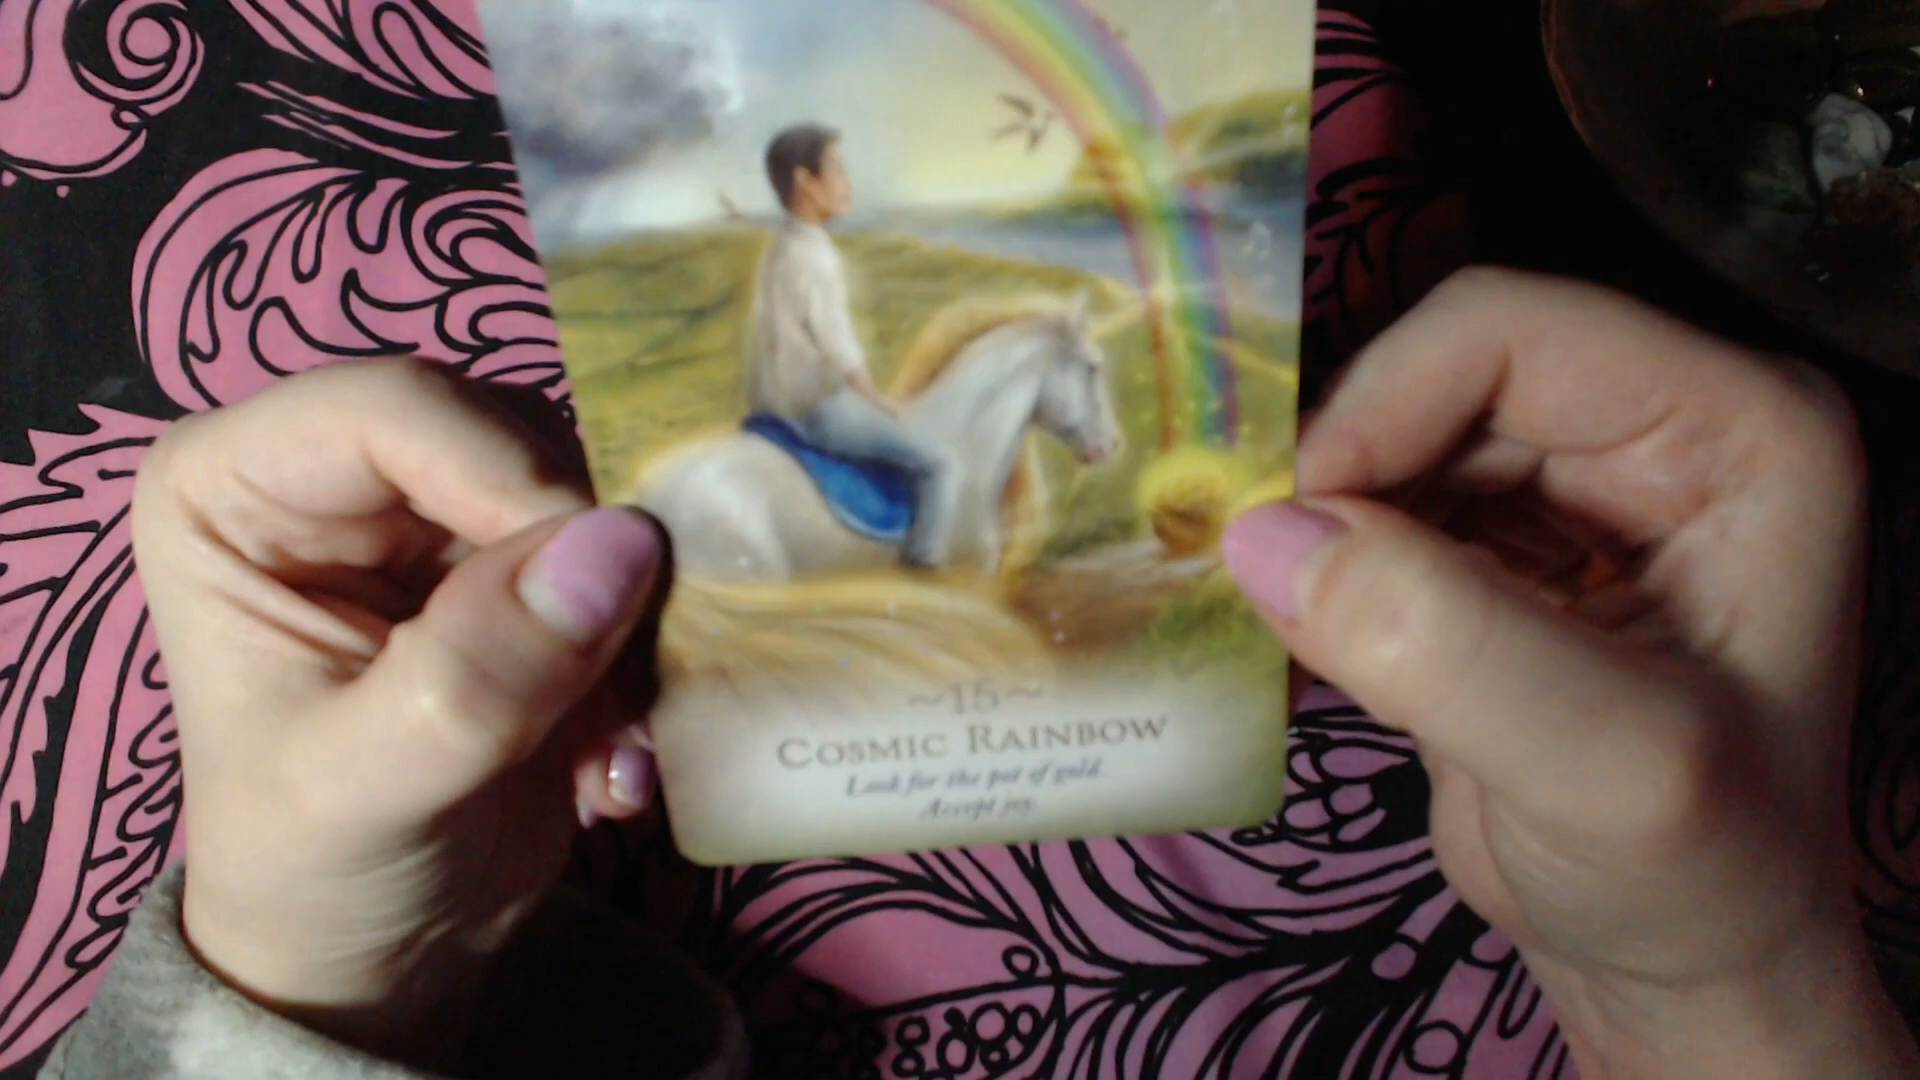 ~15~
COSMIC RAINBOW
Look for the pot of gold.
Accept joy.